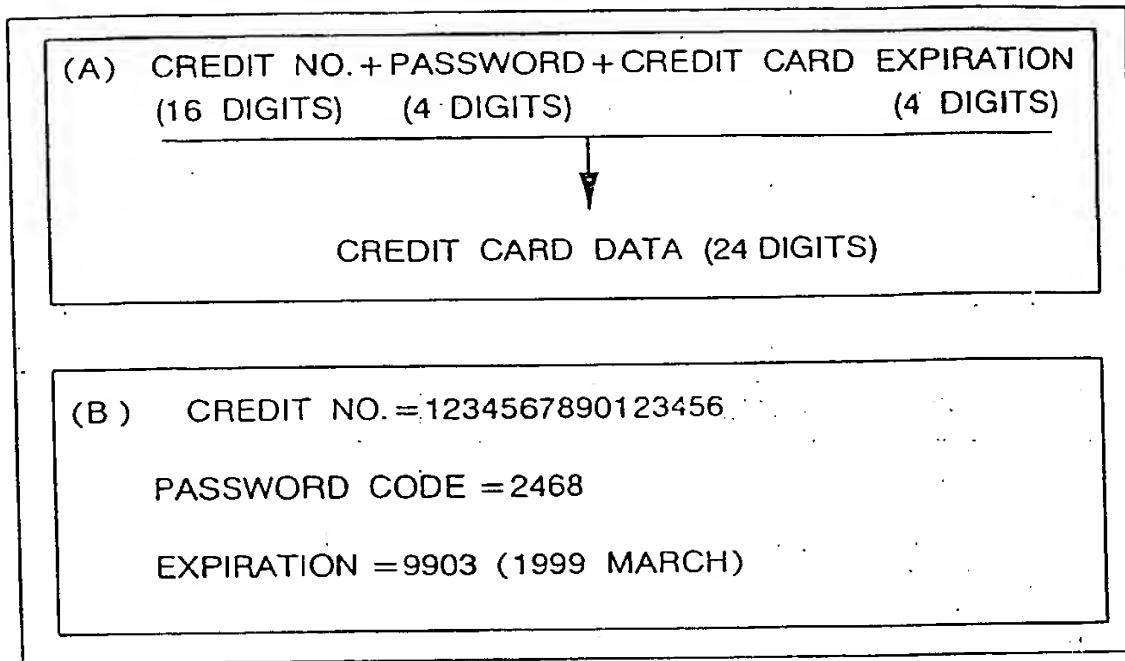 (A) CREDIT NO.+PASSWORD+CREDIT CARD EXPIRATION
(16 DIGITS) (4 DIGITS) (4 DIGITS)
CREDIT CARD DATA (24 DIGITS)
(B) CREDIT NO.=1234567890123456
PASSWORD CODE =2468
EXPIRATION =9903 (1999 MARCH)